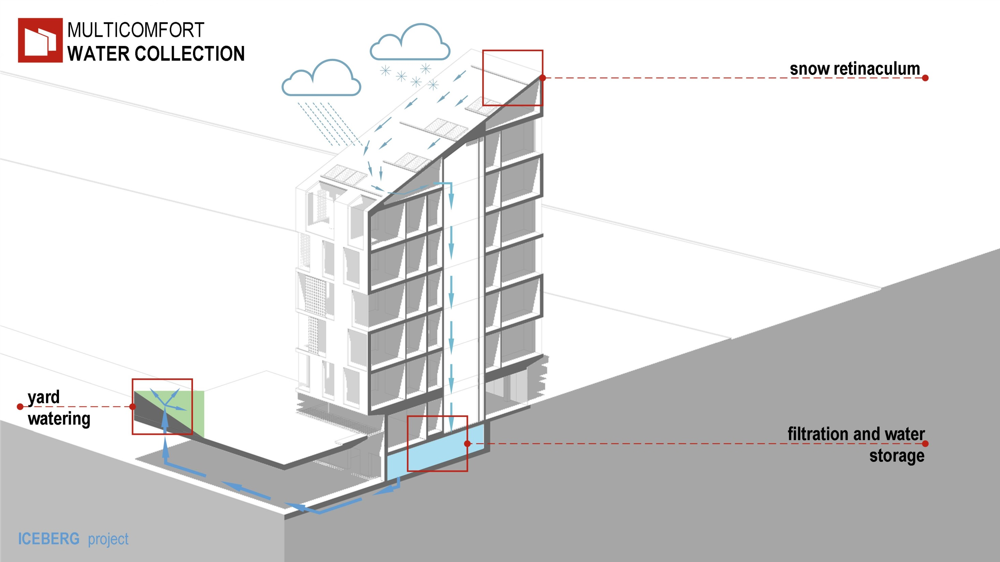 MULTICOMFORT
WATER COLLECTION
snow retinaculum
yard
watering
filtration and water
storage
ICEBERG project